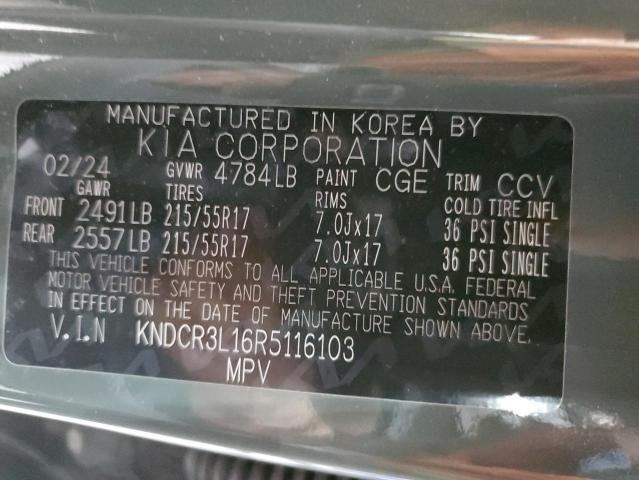 MANUFACTURED IN KOREA BY
KIA CORPORATION
02/24 GVWR 4784LB PAINT CGE TRIM CCV
GAWR TIRES RIMS COLD TIRE INFL
FRONT 2491LB 215/55R17 7.0Jx17 36 PSI SINGLE
REAR 2557LB 215/55R17 7.0Jx17 36 PSI SINGLE
THIS VEHICLE CONFORMS TO ALL APPLICABLE U.S.A. FEDERAL
MOTOR VEHICLE SAFETY AND THEFT PREVENTION STANDARDS
IN EFFECT ON THE DATE OF MANUFACTURE SHOWN ABOVE.
V.I.N KNDCR3L16R5116103
MPV